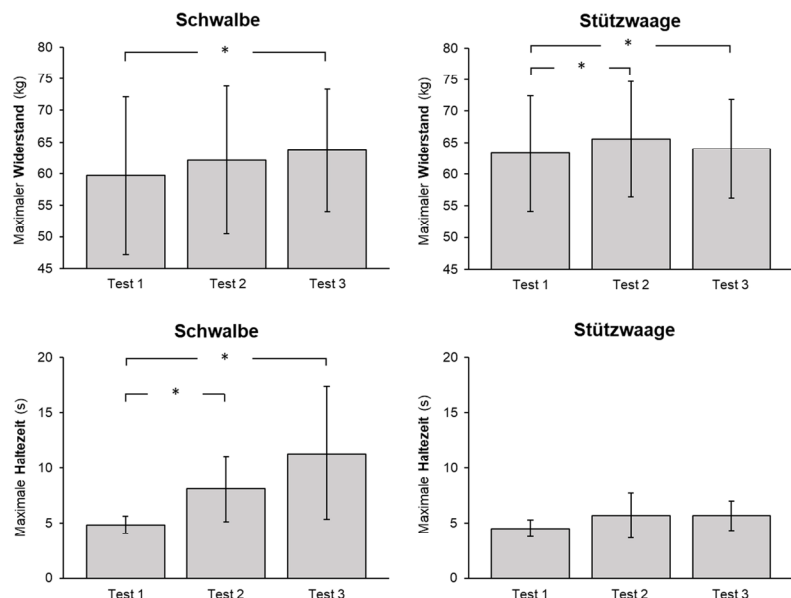 Schwalbe
Maximaler Widerstand (kg)
80
75
70
65
60
55
50
45
*
Test 1 Test 2 Test 3
Stützwaage
Maximaler Widerstand (kg)
80
75
70
65
60
55
50
45
*
*
Test 1 Test 2 Test 3
Schwalbe
Maximale Haltezeit (s)
20
15
10
5
0
*
*
Test 1 Test 2 Test 3
Stützwaage
Maximale Haltezeit (s)
20
15
10
5
0
Test 1 Test 2 Test 3